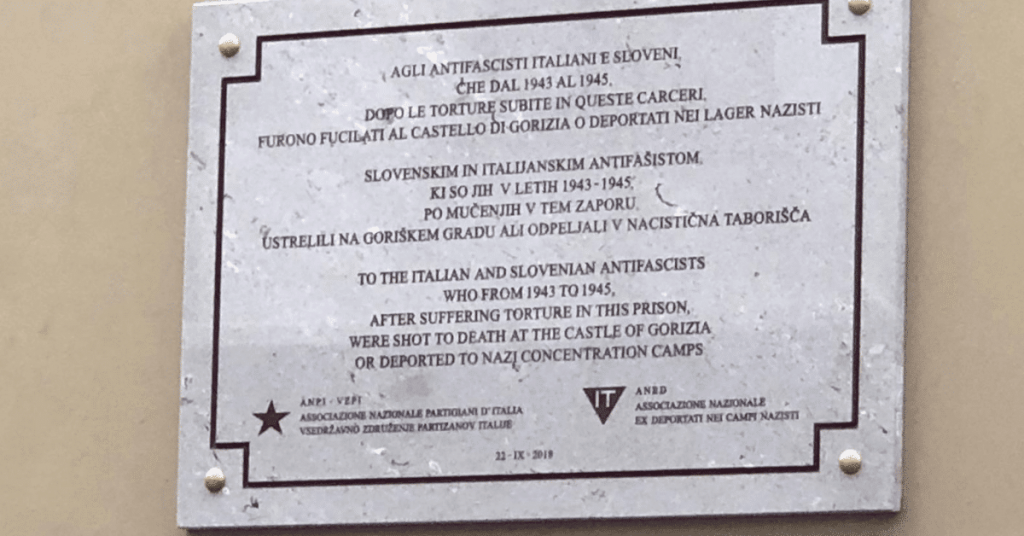 AGLI ANTIFASCISTI ITALIANI E SLOVENI,
CHE DAL 1943 AL 1945,
DOPO LE TORTURE SUBITE IN QUESTE CARCERI,
FURONO FUCILATI AL CASTELLO DI GORIZIA O DEPORTATI NEI LAGER NAZISTI
SLOVENSKIM IN ITALIJANSKIM ANTIFAŠISTOM,
KI SO JIH V LETIH 1943-1945,
PO MUČENJIH V TEM ZAPORU,
USTRELILI NA GORIŠKEM GRADU ALI ODPELJALI V NACISTIČNA TABORIŠČA
TO THE ITALIAN AND SLOVENIAN ANTIFASCISTS
WHO FROM 1943 TO 1945,
AFTER SUFFERING TORTURE IN THIS PRISON,
WERE SHOT TO DEATH AT THE CASTLE OF GORIZIA
OR DEPORTED TO NAZI CONCENTRATION CAMPS
ANPI - VZPI
ASSOCIAZIONE NAZIONALE PARTIGIANI D'ITALIA
VSEDRŽAVNO ZDRUŽENJE PARTIZANOV ITALIJE
IT
ANED
ASSOCIAZIONE NAZIONALE
EX DEPORTATI NEI CAMPI NAZISTI
22 - IX - 2018